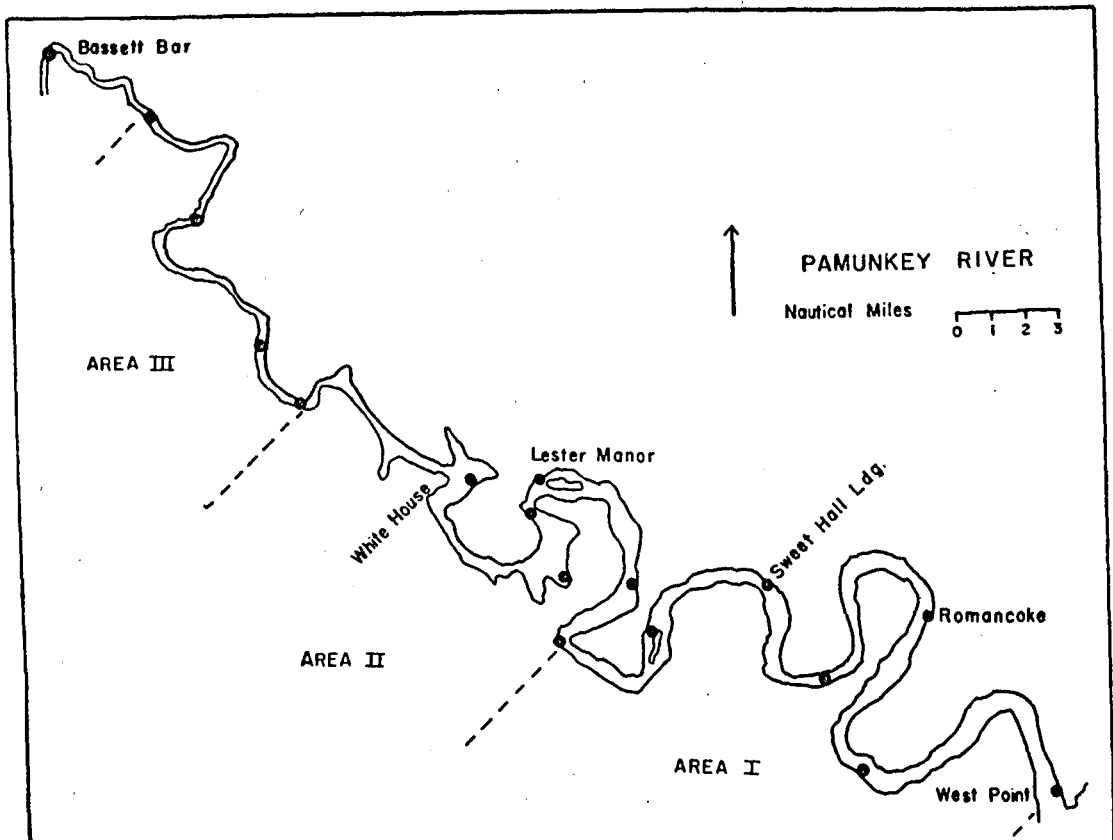 Bassett Bar
PAMUNKEY RIVER
Nautical Miles
0 1 2 3
AREA III
Lester Manor
White House
Sweet Hall Ldg.
Romancoke
AREA II
AREA I
West Point